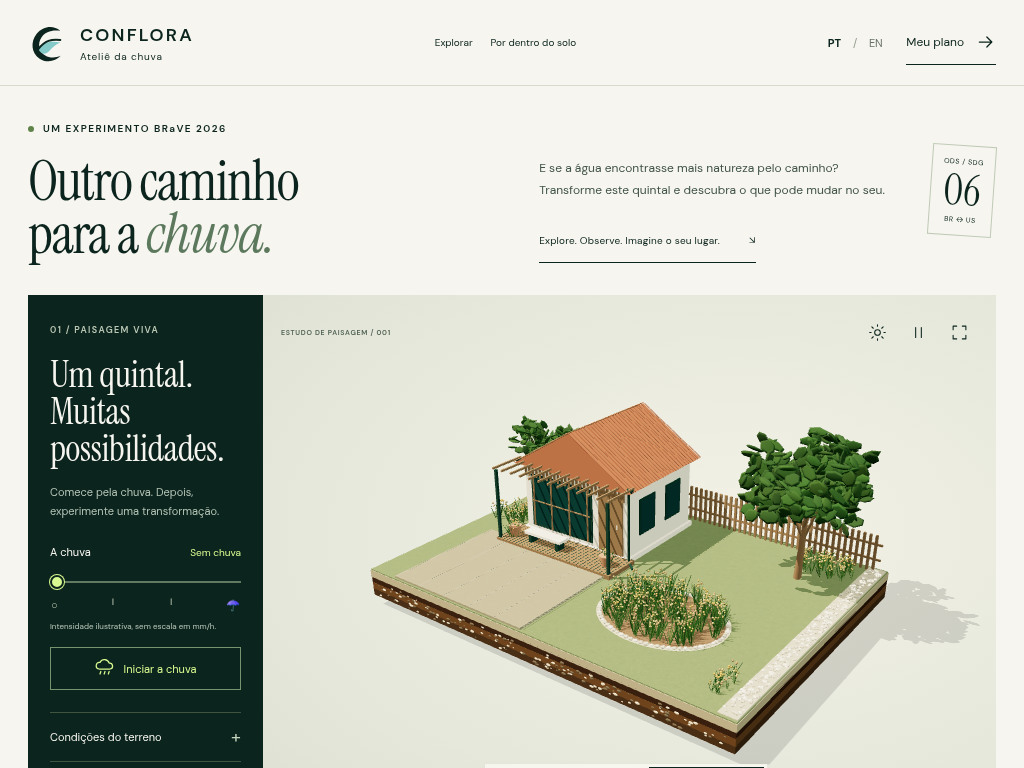 CONFLORA
Ateliê da chuva
Explorar
Por dentro do solo
PT / EN
Meu plano
UM EXPERIMENTO BRaVE 2026
Outro caminho
para a chuva.
E se a água encontrasse mais natureza pelo caminho?
Transforme este quintal e descubra o que pode mudar no seu.
Explore. Observe. Imagine o seu lugar.
ODS / SDG
06
BR ↔ US
01 / PAISAGEM VIVA
Um quintal.
Muitas
possibilidades.
Comece pela chuva. Depois,
experimente uma transformação.
A chuva
Sem chuva
Intensidade ilustrativa, sem escala em mm/h.
Iniciar a chuva
Condições do terreno
ESTUDO DE PAISAGEM / 001